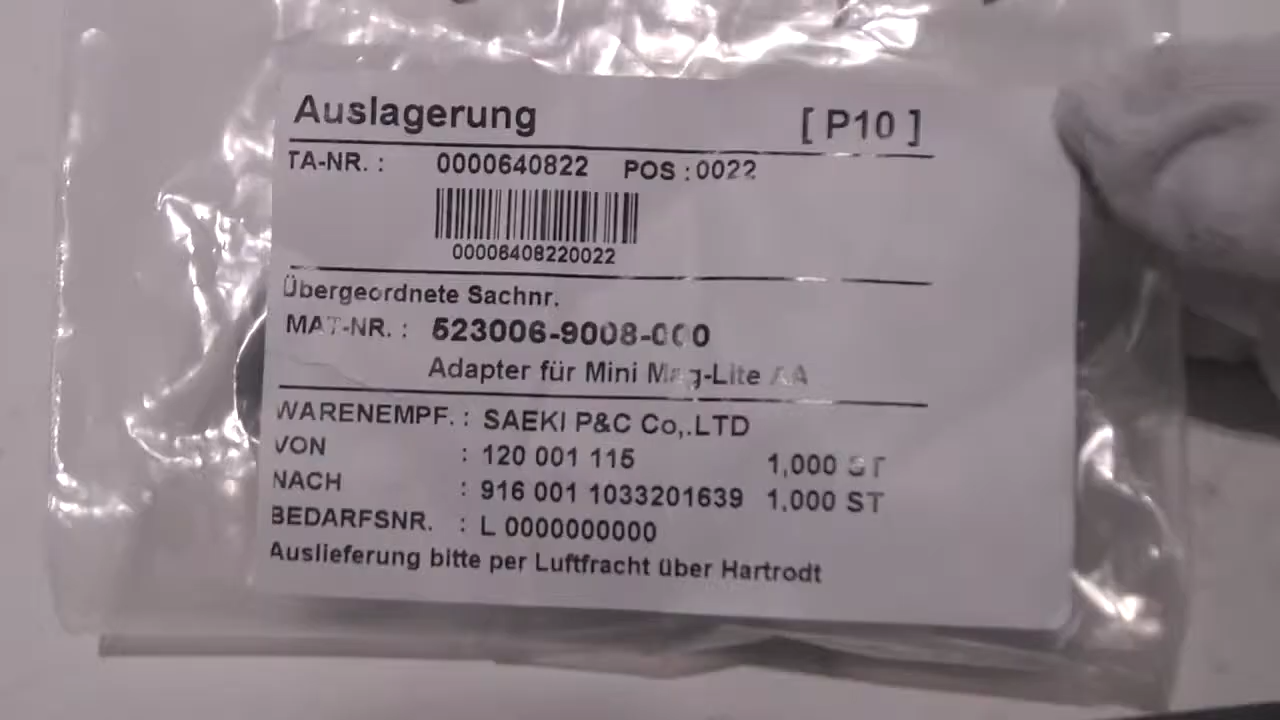 Auslagerung [ P10 ]
TA-NR. : 0000640822 POS : 0022
00006408220022
Übergeordnete Sachnr.
MAT-NR. : 523006-9008-000
Adapter für Mini Mag-Lite AA
WARENEMPF. : SAEKI P&C Co,.LTD
VON : 120 001 115 1,000 ST
NACH : 916 001 1033201639 1,000 ST
BEDARFSNR. : L 0000000000
Auslieferung bitte per Luftfracht über Hartrodt